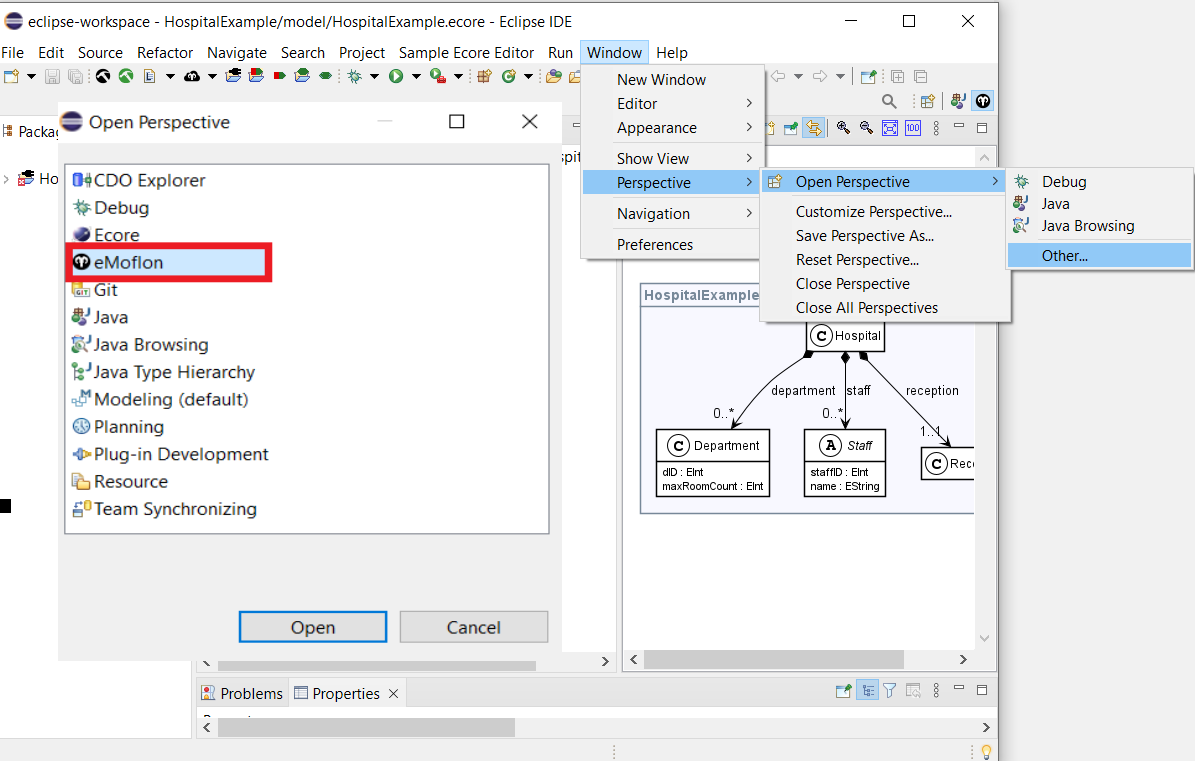 eclipse-workspace - HospitalExample/model/HospitalExample.ecore - Eclipse IDE
File Edit Source Refactor Navigate Search Project Sample Ecore Editor Run Window Help
New Window
Editor
Appearance
Show View
Perspective
Navigation
Preferences
Open Perspective
Customize Perspective...
Save Perspective As...
Reset Perspective...
Close Perspective
Close All Perspectives
Debug
Java
Java Browsing
Other...
Packa
Ho
Open Perspective
CDO Explorer
Debug
Ecore
eMoflon
Git
Java
Java Browsing
Java Type Hierarchy
Modeling (default)
Planning
Plug-in Development
Resource
Team Synchronizing
Open Cancel
spit
100
HospitalExample
C Hospital
department staff reception
0..* 0..* 1..1
C Department
dID : EInt
maxRoomCount : EInt
A Staff
staffID : EInt
name : EString
C Rec
Problems Properties